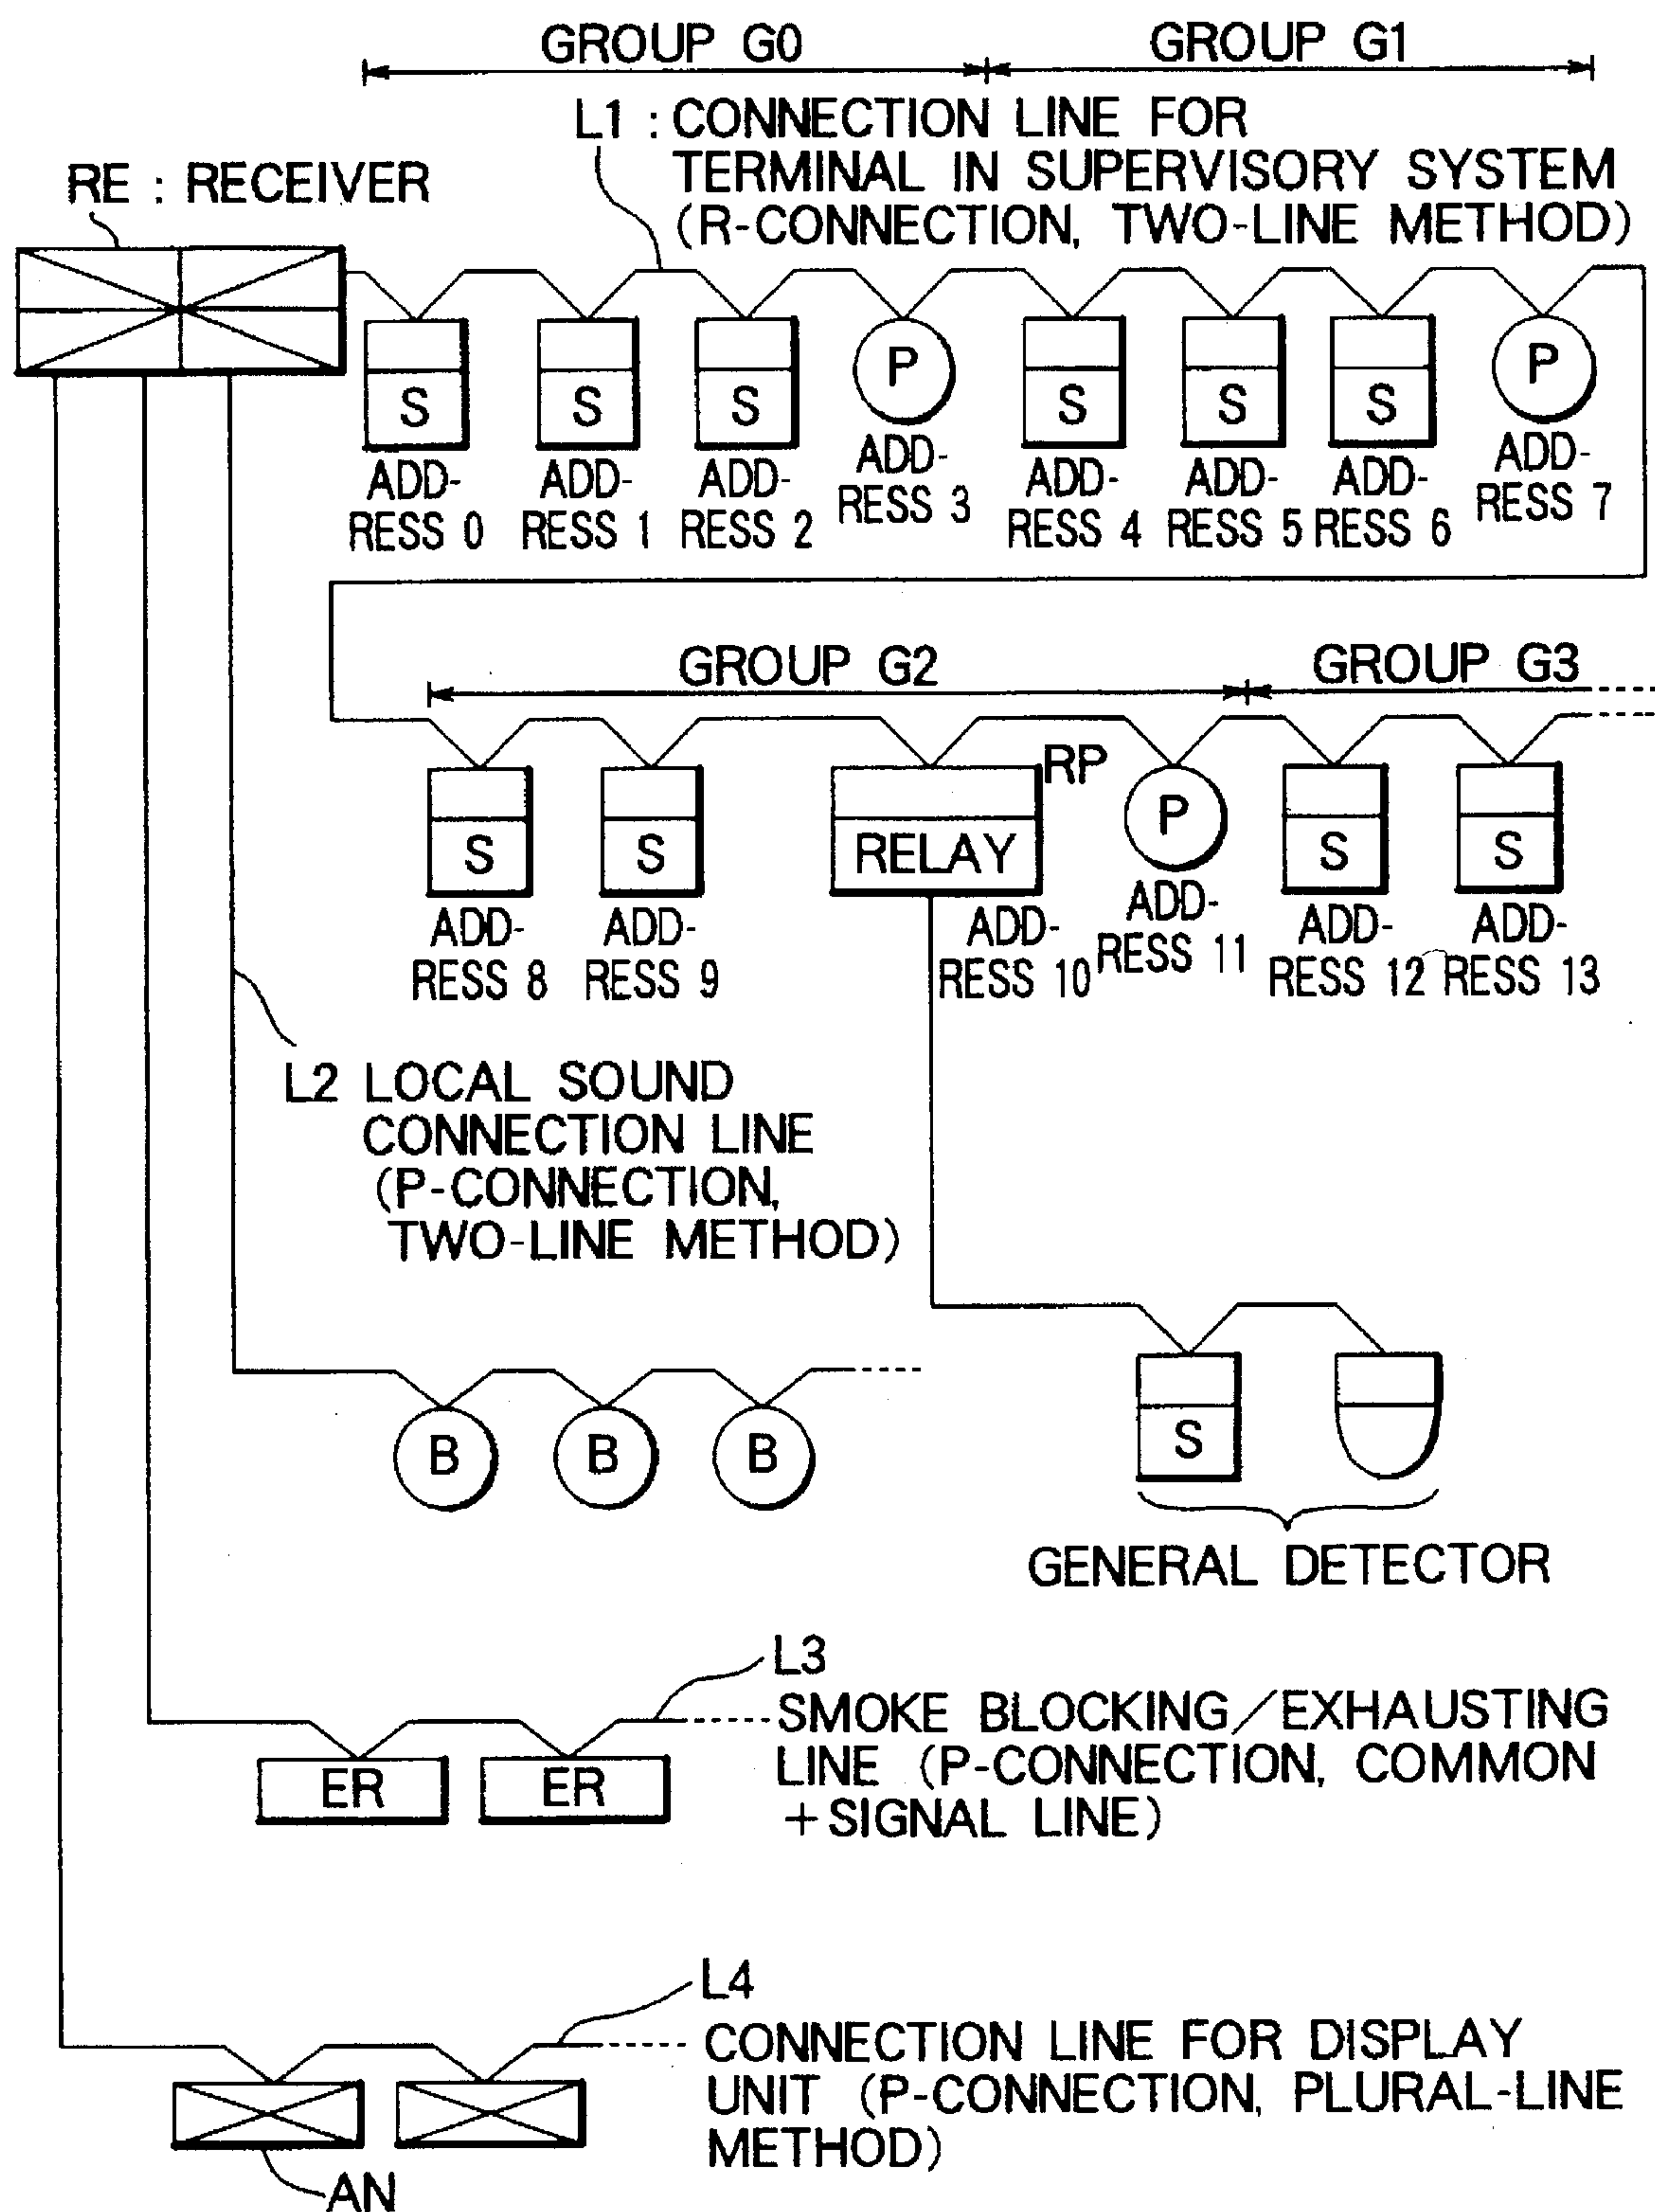 GROUP G0 GROUP G1
L1 : CONNECTION LINE FOR
TERMINAL IN SUPERVISORY SYSTEM
(R-CONNECTION, TWO-LINE METHOD)
RE : RECEIVER
S S S P S S S P
ADD-
RESS 0
ADD-
RESS 1
ADD-
RESS 2
ADD-
RESS 3
ADD-
RESS 4
ADD-
RESS 5
ADD-
RESS 6
ADD-
RESS 7
GROUP G2 GROUP G3
RP
S S RELAY P S S
ADD-
RESS 8
ADD-
RESS 9
ADD-
RESS 10
ADD-
RESS 11
ADD-
RESS 12
ADD-
RESS 13
L2 LOCAL SOUND
CONNECTION LINE
(P-CONNECTION,
TWO-LINE METHOD)
B B B
S
GENERAL DETECTOR
L3
SMOKE BLOCKING/EXHAUSTING
LINE (P-CONNECTION, COMMON
+SIGNAL LINE)
ER ER
L4
CONNECTION LINE FOR DISPLAY
UNIT (P-CONNECTION, PLURAL-LINE
METHOD)
AN